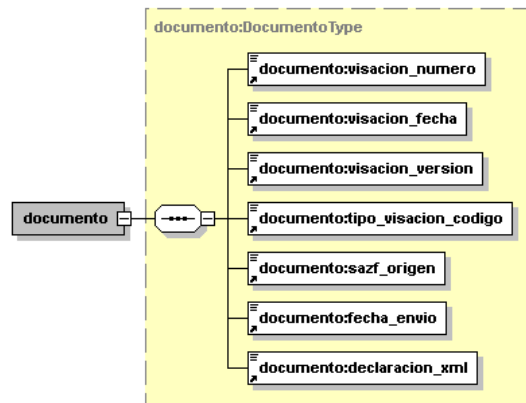 documento:DocumentoType
documento:visacion_numero
documento:visacion_fecha
documento:visacion_version
documento
documento:tipo_visacion_codigo
documento:sazf_origen
documento:fecha_envio
documento:declaracion_xml